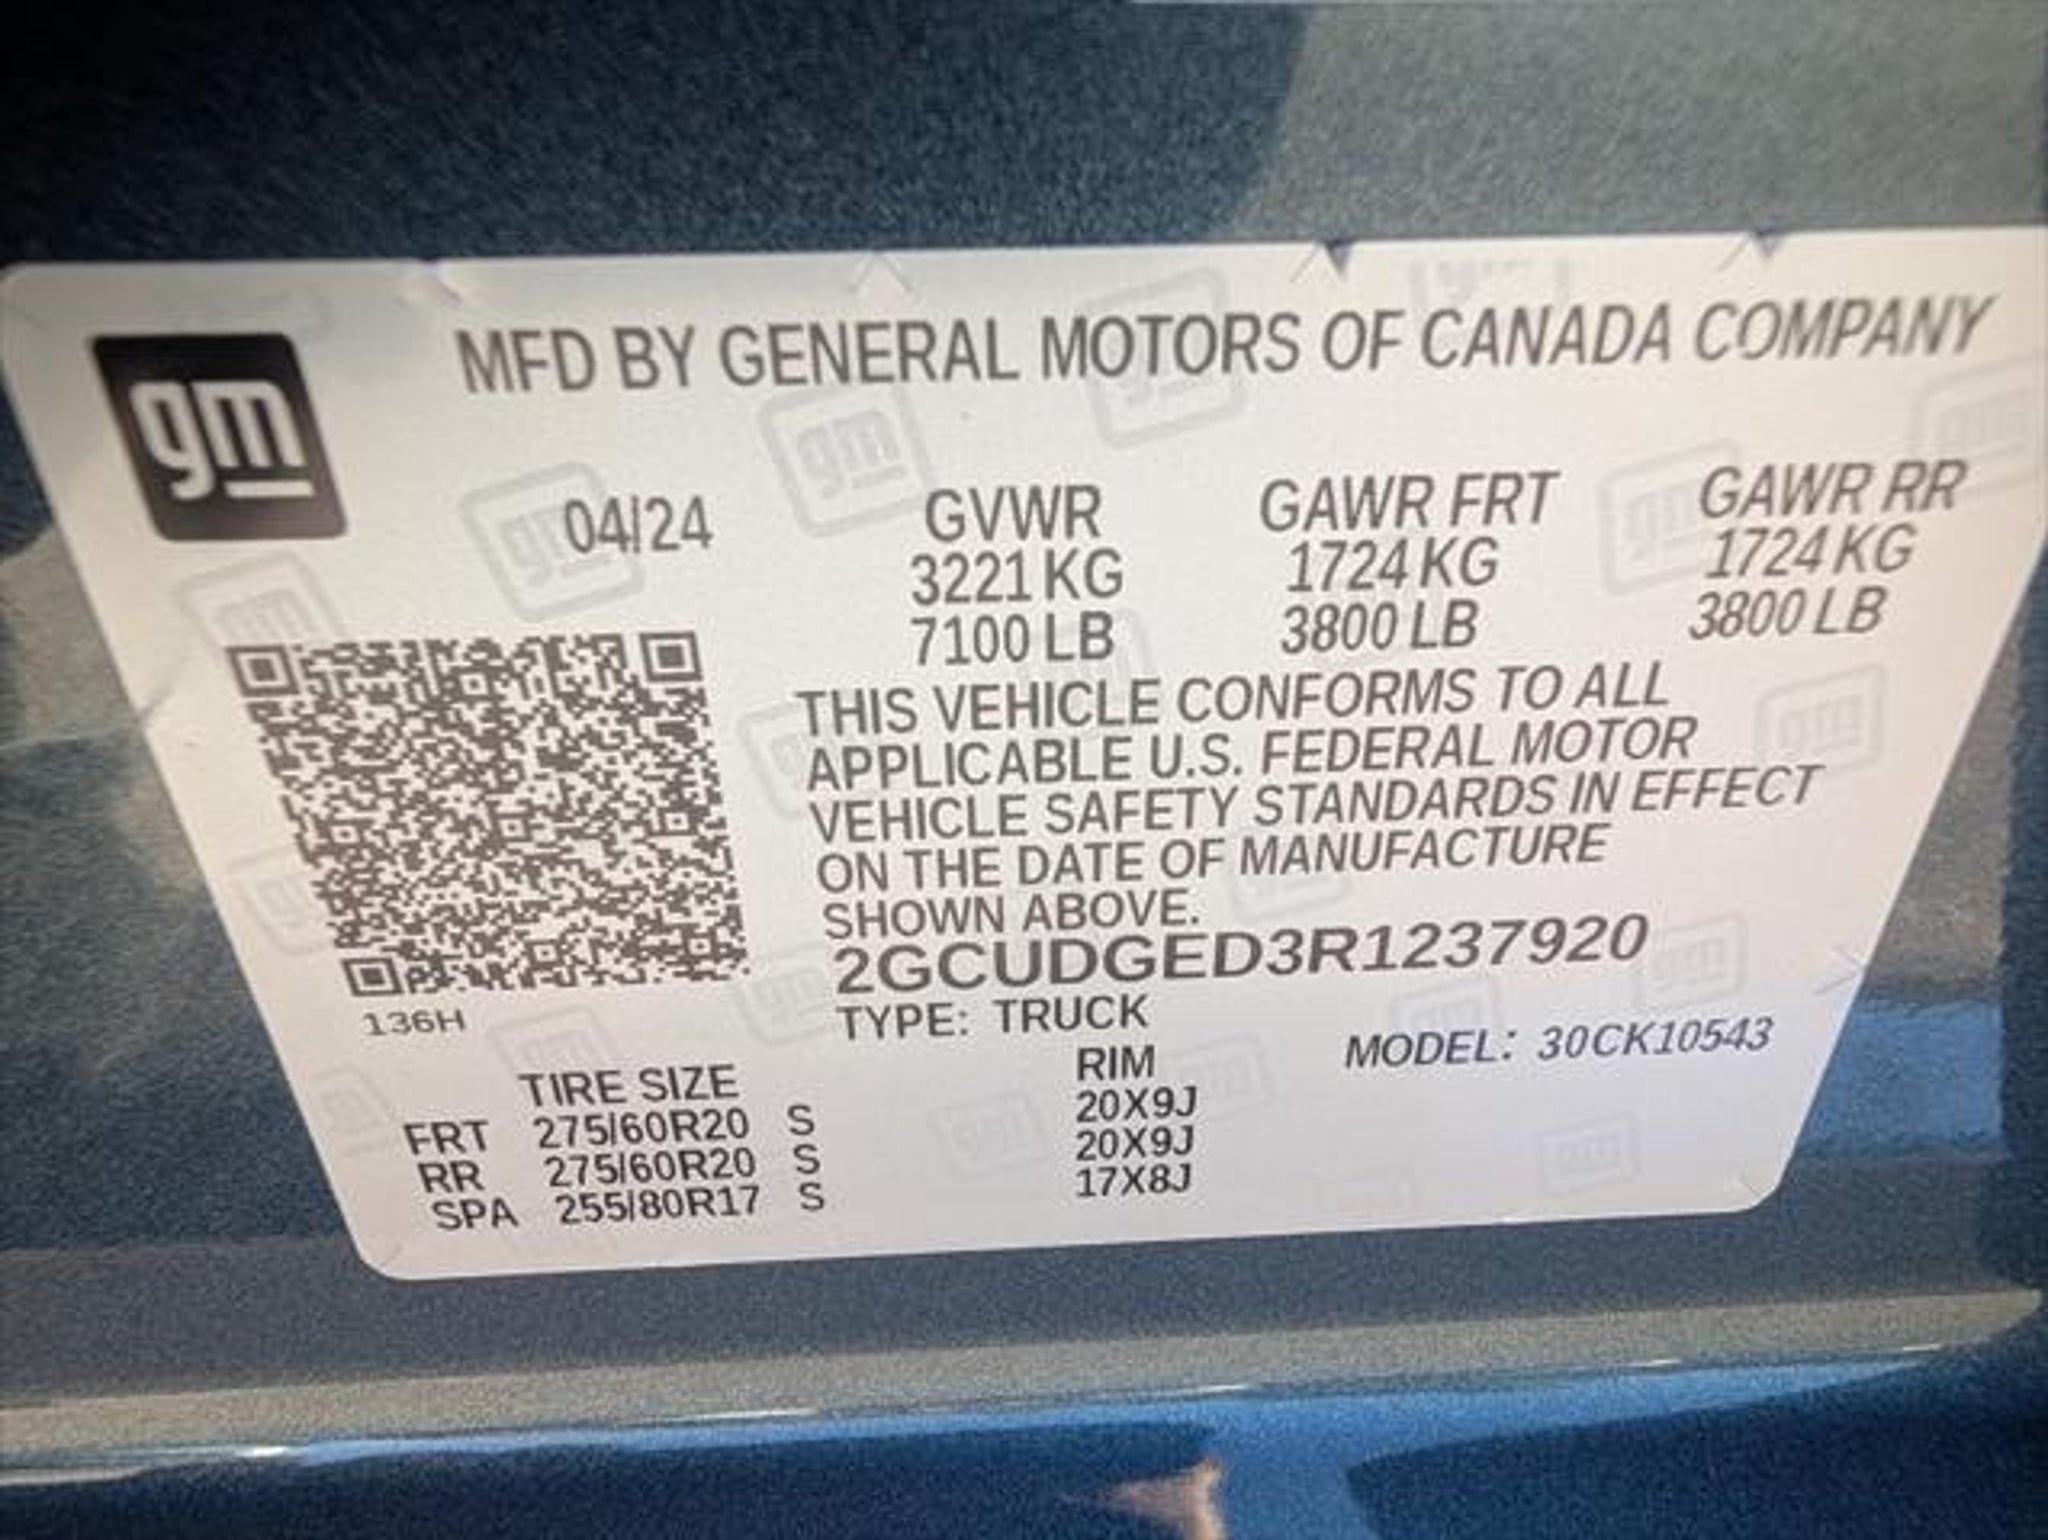 gm
MFD BY GENERAL MOTORS OF CANADA COMPANY
04/24 GVWR GAWR FRT GAWR RR
3221 KG 1724 KG 1724 KG
7100 LB 3800 LB 3800 LB
THIS VEHICLE CONFORMS TO ALL
APPLICABLE U.S. FEDERAL MOTOR
VEHICLE SAFETY STANDARDS IN EFFECT
ON THE DATE OF MANUFACTURE
SHOWN ABOVE.
2GCUDGED3R1237920
136H
TYPE: TRUCK MODEL: 30CK10543
TIRE SIZE RIM
FRT 275/60R20 S 20X9J
RR 275/60R20 S 20X9J
SPA 255/80R17 S 17X8J